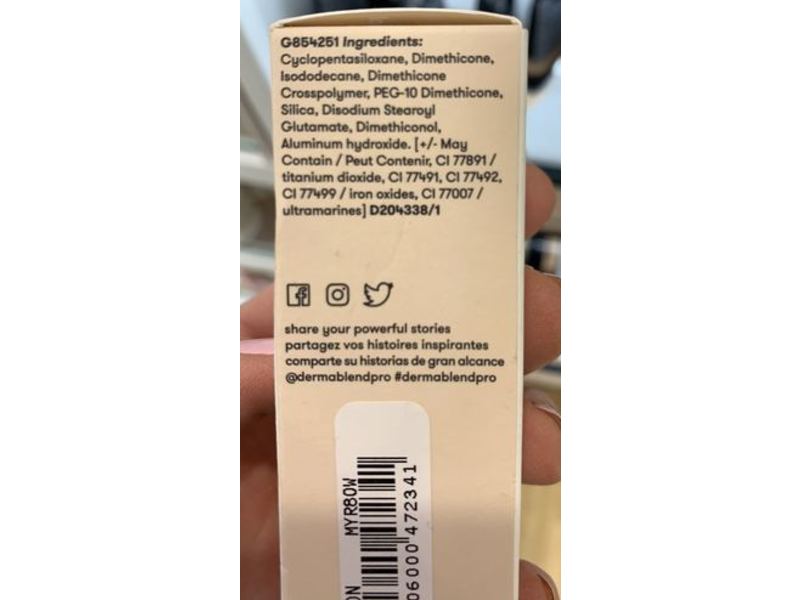 G854251 Ingredients:
Cyclopentasiloxane, Dimethicone,
Isododecane, Dimethicone
Crosspolymer, PEG-10 Dimethicone,
Silica, Disodium Stearoyl
Glutamate, Dimethiconol,
Aluminum hydroxide. [+/- May
Contain / Peut Contenir, CI 77891 /
titanium dioxide, CI 77491, CI 77492,
CI 77499 / iron oxides, CI 77007 /
ultramarines] D204338/1
share your powerful stories
partagez vos histoires inspirantes
comparte su historias de gran alcance
@dermablendpro #dermablendpro
MYR80W
06000 472341